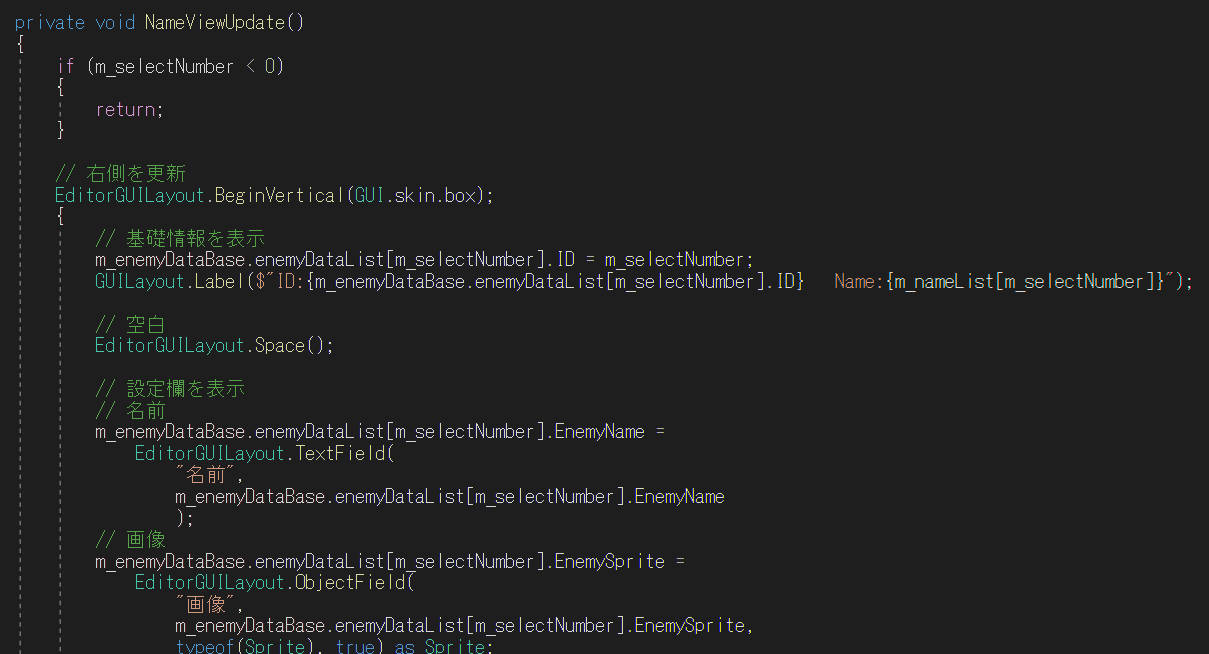 private void NameViewUpdate()
{
    if (m_selectNumber < 0)
    {
        return;
    }

    // 右側を更新
    EditorGUILayout.BeginVertical(GUI.skin.box);
    {
        // 基礎情報を表示
        m_enemyDataBase.enemyDataList[m_selectNumber].ID = m_selectNumber;
        GUILayout.Label($"ID:{m_enemyDataBase.enemyDataList[m_selectNumber].ID}   Name:{m_nameList[m_selectNumber]}");

        // 空白
        EditorGUILayout.Space();

        // 設定欄を表示
        // 名前
        m_enemyDataBase.enemyDataList[m_selectNumber].EnemyName =
            EditorGUILayout.TextField(
                "名前",
                m_enemyDataBase.enemyDataList[m_selectNumber].EnemyName
                );
        // 画像
        m_enemyDataBase.enemyDataList[m_selectNumber].EnemySprite =
            EditorGUILayout.ObjectField(
                "画像",
                m_enemyDataBase.enemyDataList[m_selectNumber].EnemySprite,
                typeof(Sprite), true) as Sprite;